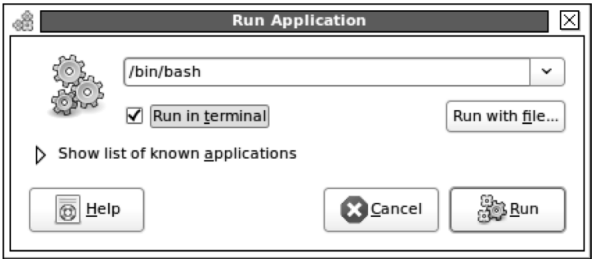 Run Application
/bin/bash
Run in terminal
Run with file...
Show list of known applications
Help
Cancel
Run